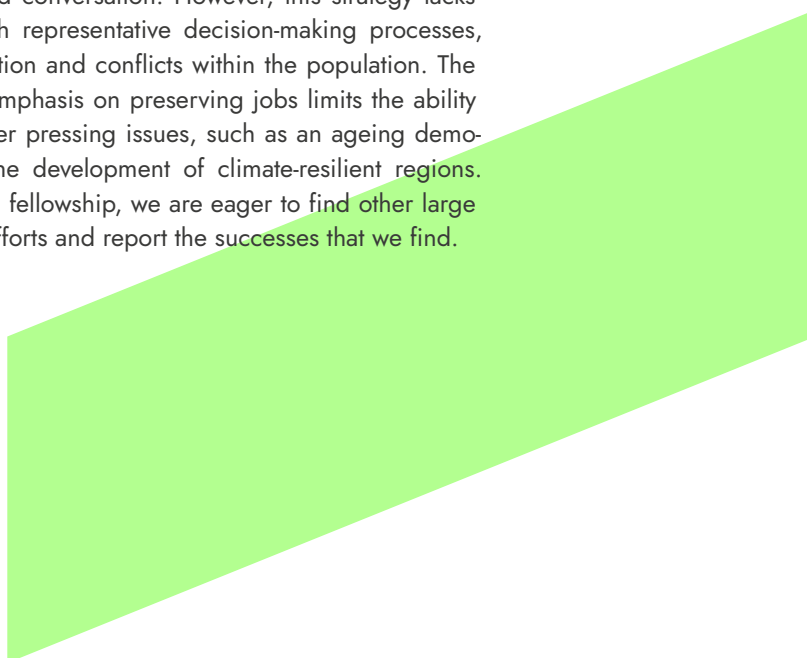 conversation. However, this strategy lacks
representative decision-making processes,
tion and conflicts within the population. The
mphasis on preserving jobs limits the ability
er pressing issues, such as an ageing demo-
he development of climate-resilient regions.
fellowship, we are eager to find other large
fforts and report the successes that we find.